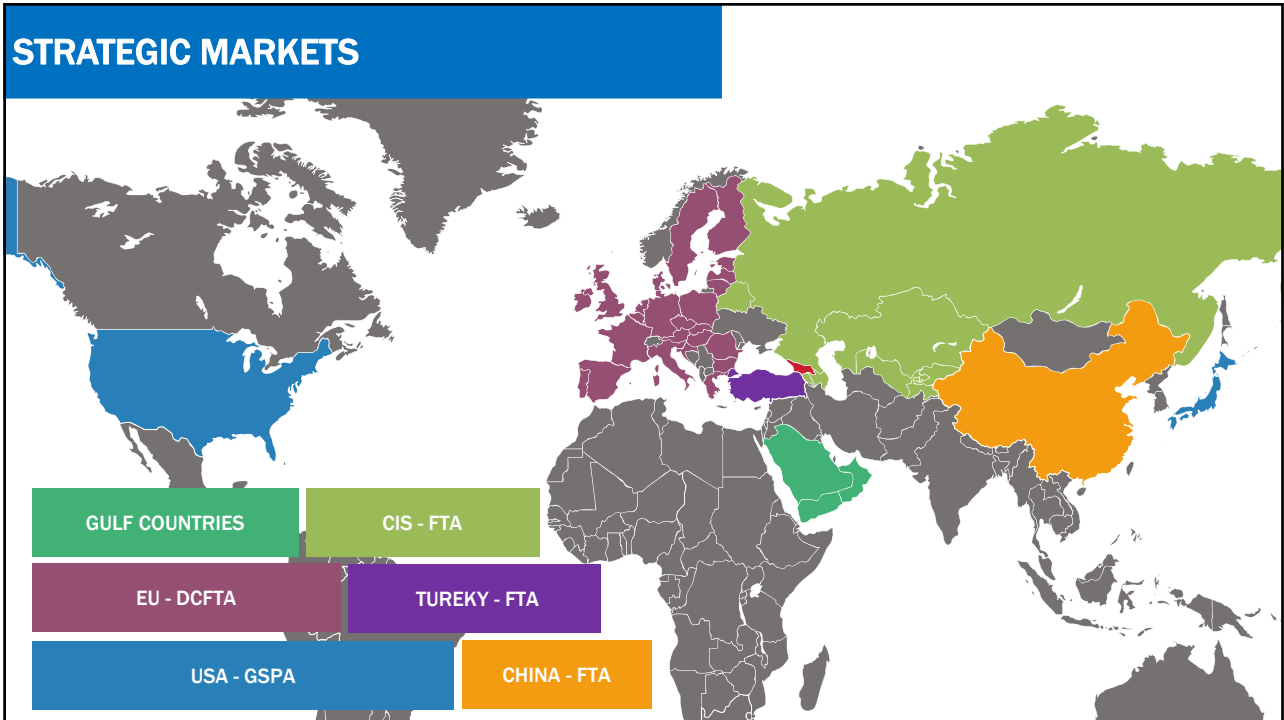 STRATEGIC MARKETS
GULF COUNTRIES
CIS - FTA
EU - DCFTA
TUREKY - FTA
USA - GSPA
CHINA - FTA